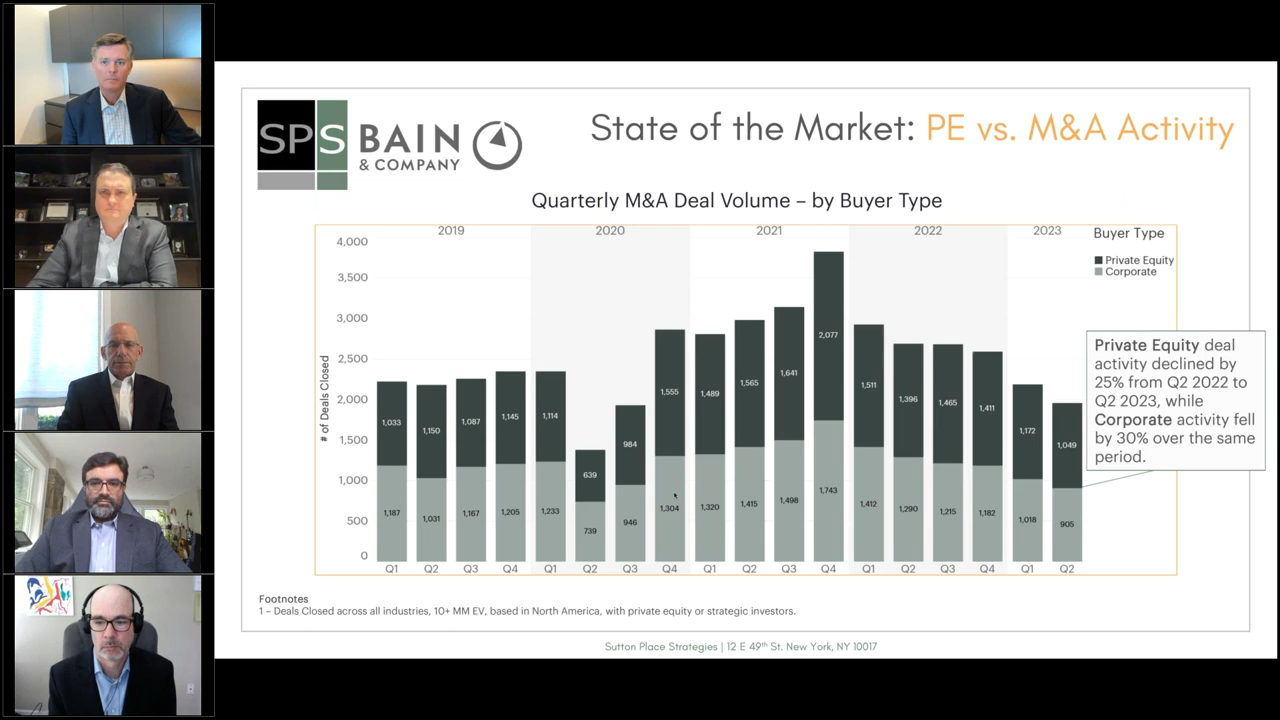 SPS BAIN & COMPANY
State of the Market: PE vs. M&A Activity
Quarterly M&A Deal Volume – by Buyer Type
2019 2020 2021 2022 2023
Buyer Type
Private Equity
Corporate
# of Deals Closed
4,000
3,500
3,000
2,500
2,000
1,500
1,000
500
0
1,033 1,150 1,087 1,145 1,114 639 984 1,555 1,489 1,565 1,641 2,077 1,511 1,396 1,465 1,411 1,172 1,049
1,187 1,031 1,167 1,205 1,233 739 946 1,304 1,320 1,415 1,498 1,743 1,412 1,290 1,215 1,182 1,018 905
Q1 Q2 Q3 Q4 Q1 Q2 Q3 Q4 Q1 Q2 Q3 Q4 Q1 Q2 Q3 Q4 Q1 Q2
Private Equity deal
activity declined by
25% from Q2 2022 to
Q2 2023, while
Corporate activity fell
by 30% over the same
period.
Footnotes
1 – Deals Closed across all industries, 10+ MM EV, based in North America, with private equity or strategic investors.
Sutton Place Strategies | 12 E 49th St. New York, NY 10017